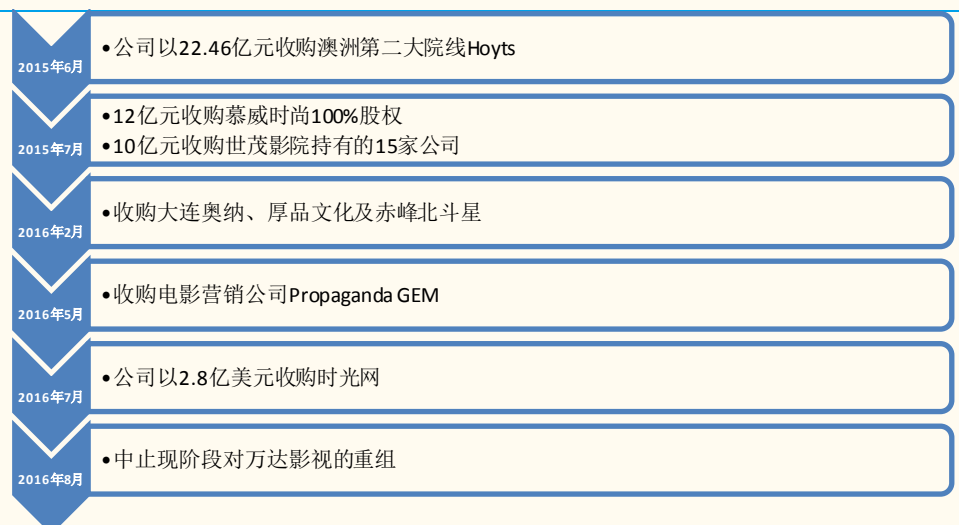 2015年6月
•公司以22.46亿元收购澳洲第二大院线Hoyts
2015年7月
•12亿元收购慕威时尚100%股权
•10亿元收购世茂影院持有的15家公司
2016年2月
•收购大连奥纳、厚品文化及赤峰北斗星
2016年5月
•收购电影营销公司Propaganda GEM
2016年7月
•公司以2.8亿美元收购时光网
2016年8月
•中止现阶段对万达影视的重组